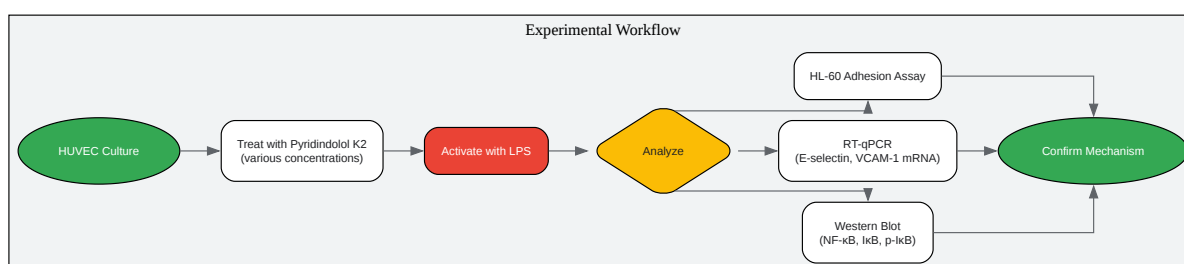 Experimental Workflow
HUVEC Culture
Treat with Pyridindolol K2
(various concentrations)
Activate with LPS
Analyze
HL-60 Adhesion Assay
RT-qPCR
(E-selectin, VCAM-1 mRNA)
Western Blot
(NF-κB, IκB, p-IκB)
Confirm Mechanism